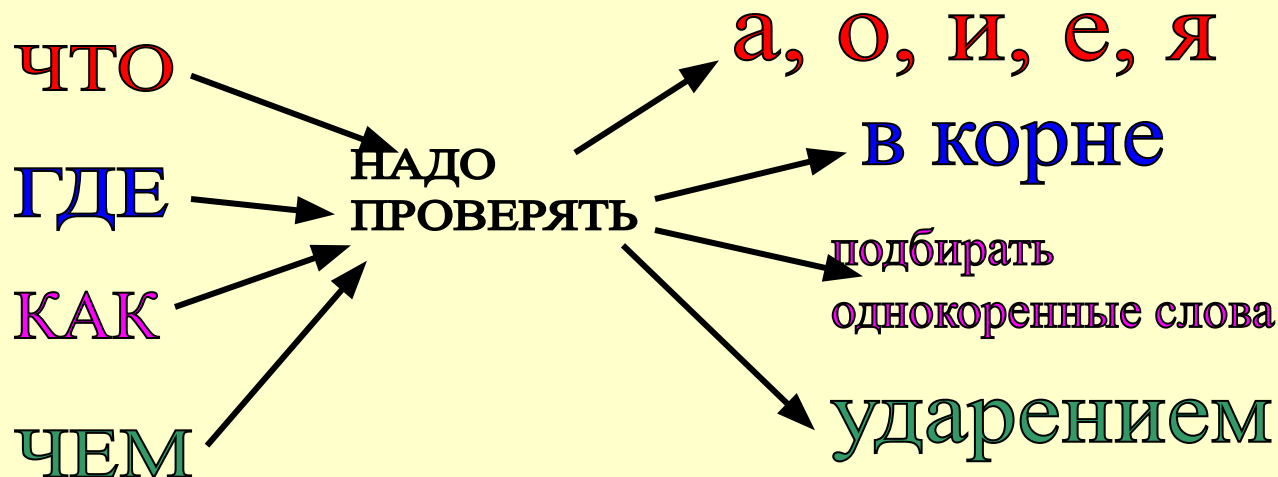 ЧТО
ГДЕ
КАК
ЧЕМ
НАДО
ПРОВЕРЯТЬ
а, о, и, е, я
в корне
подбирать
однокоренные слова
ударением